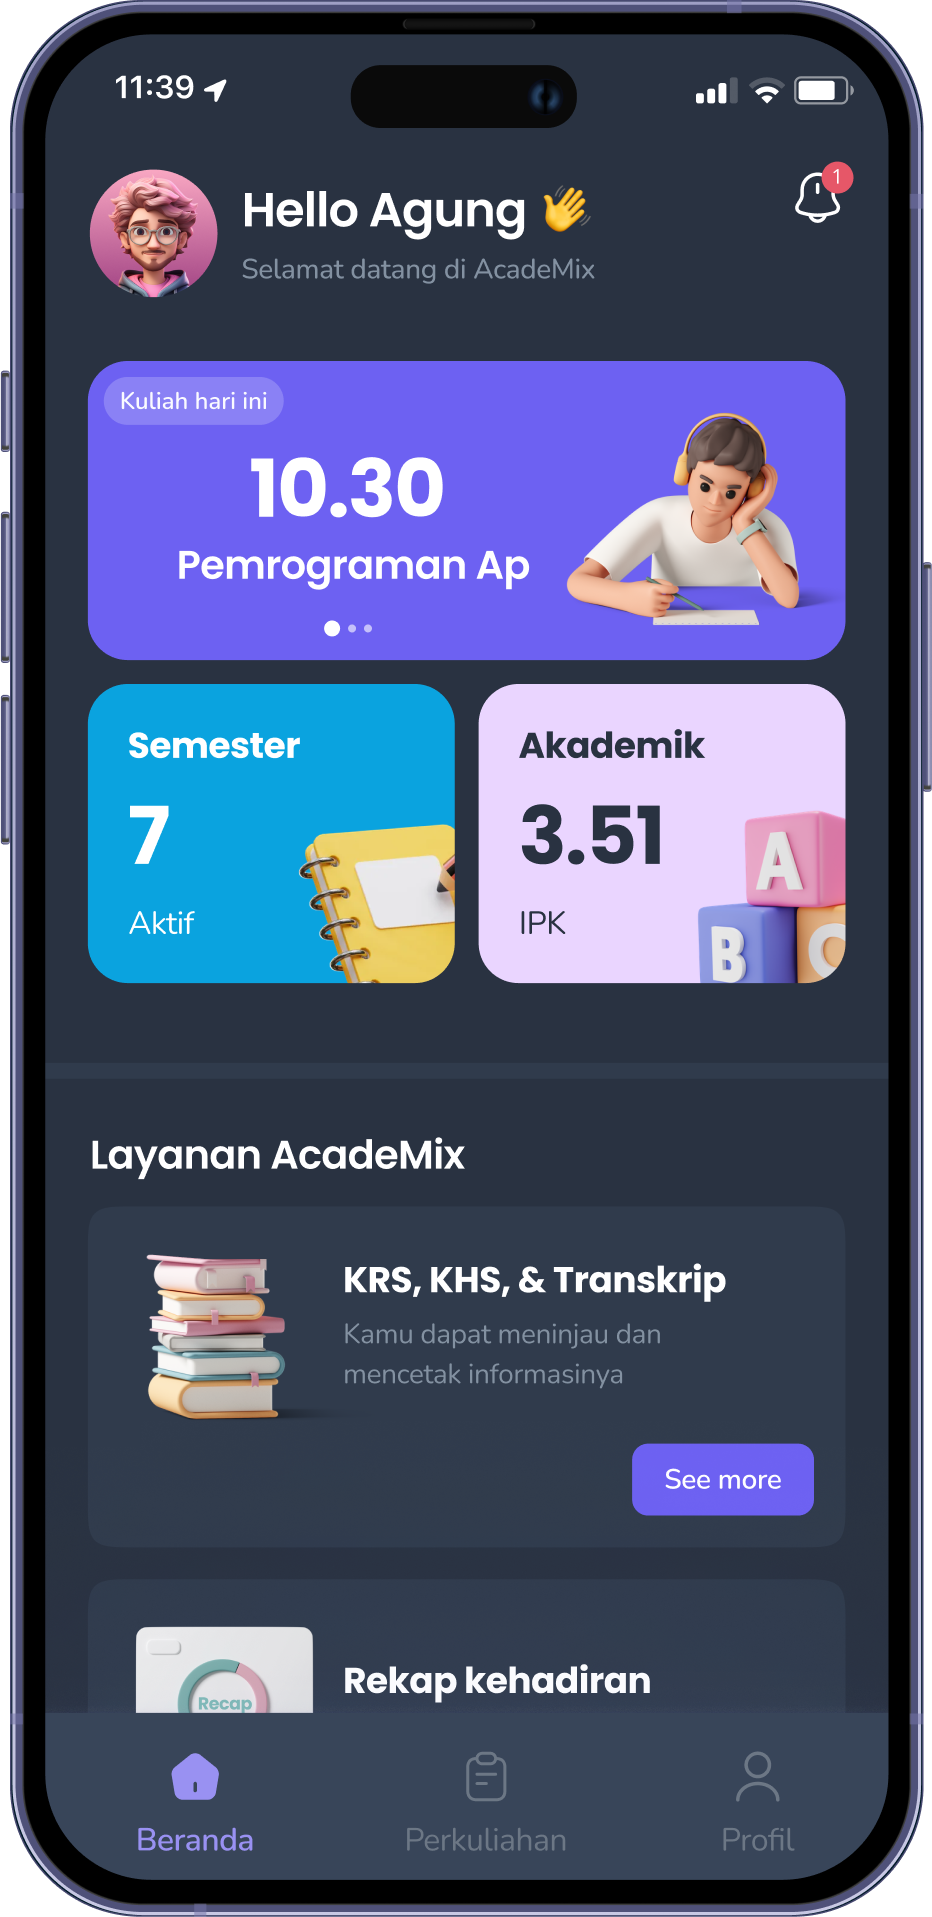 11:39
1
Hello Agung 👋
Selamat datang di AcadeMix
Kuliah hari ini
10.30
Pemrograman Ap
Semester
7
Aktif
Akademik
3.51
IPK
A
B
C
Layanan AcadeMix
KRS, KHS, & Transkrip
Kamu dapat meninjau dan
mencetak informasinya
See more
Recap
Rekap kehadiran
Beranda
Perkuliahan
Profil